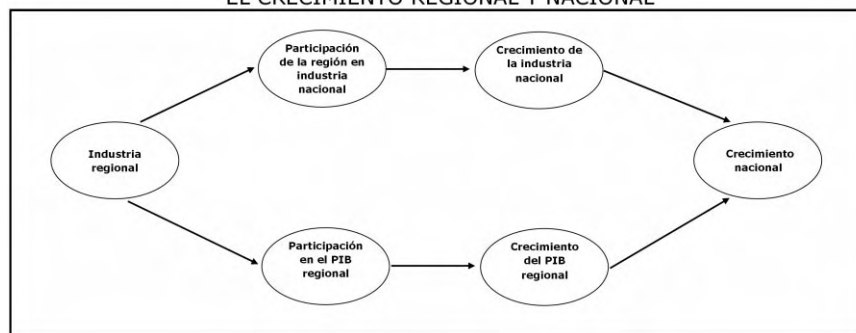 EL CRECIMIENTO REGIONAL Y NACIONAL
Participación
de la región en
industria
nacional
Crecimiento de
la industria
nacional
Industria
regional
Crecimiento
nacional
Participación
en el PIB
regional
Crecimiento
del PIB
regional